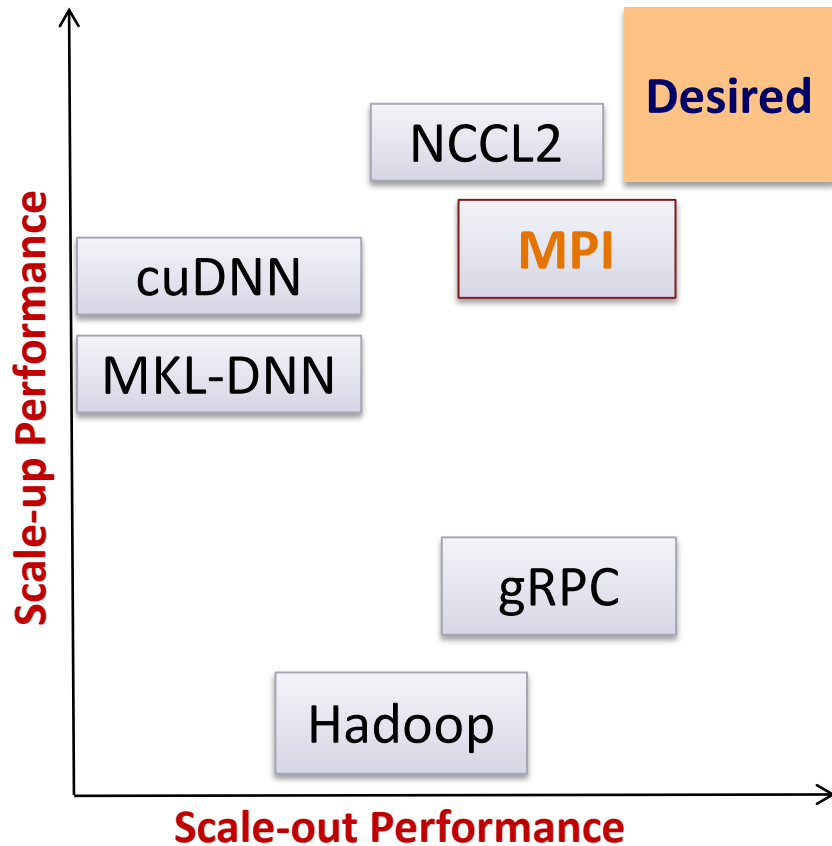 Desired
NCCL2
MPI
cuDNN
MKL-DNN
Scale-up Performance
gRPC
Hadoop
Scale-out Performance